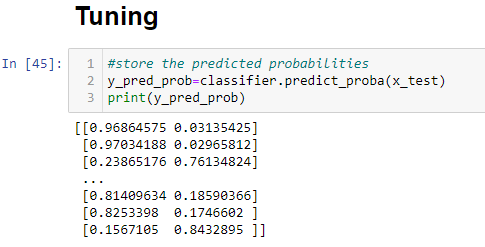 Tuning
In [45]:
1 #store the predicted probabilities
2 y_pred_prob=classifier.predict_proba(x_test)
3 print(y_pred_prob)
[[0.96864575 0.03135425]
[0.97034188 0.02965812]
[0.23865176 0.76134824]
...
[0.81409634 0.18590366]
[0.8253398  0.1746602 ]
[0.1567105  0.8432895 ]]